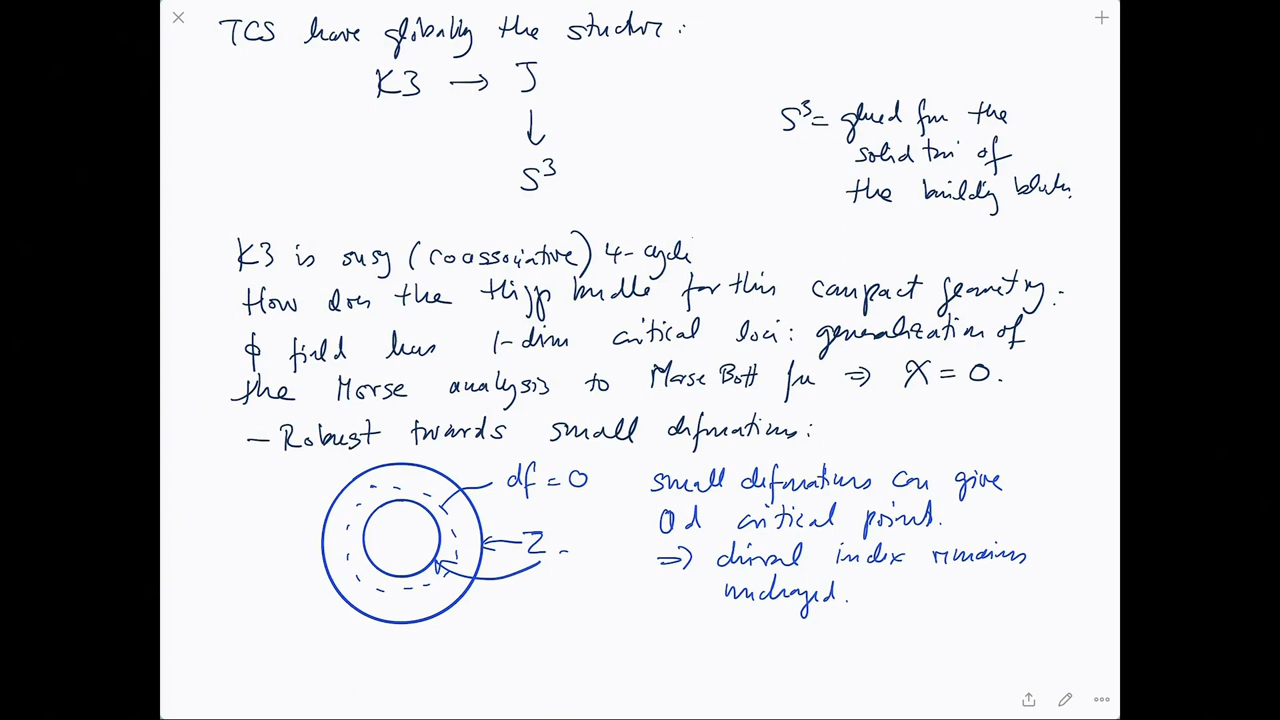 TCS have globally the structure:
K3 → J
↓
S³
S³ = glued from the
solid tori of
the building blocks.
K3 is susy (coassociative) 4-cycle
How does the Higgs bundle for this compact geometry:
ϕ field has 1-dim critical loci: generalization of
the Morse analysis to Morse Bott fn ⇒ χ = 0.
— Robust towards small deformations:
df = 0
Σ
small deformations can give
0d critical points.
⇒ chiral index remains
unchanged.